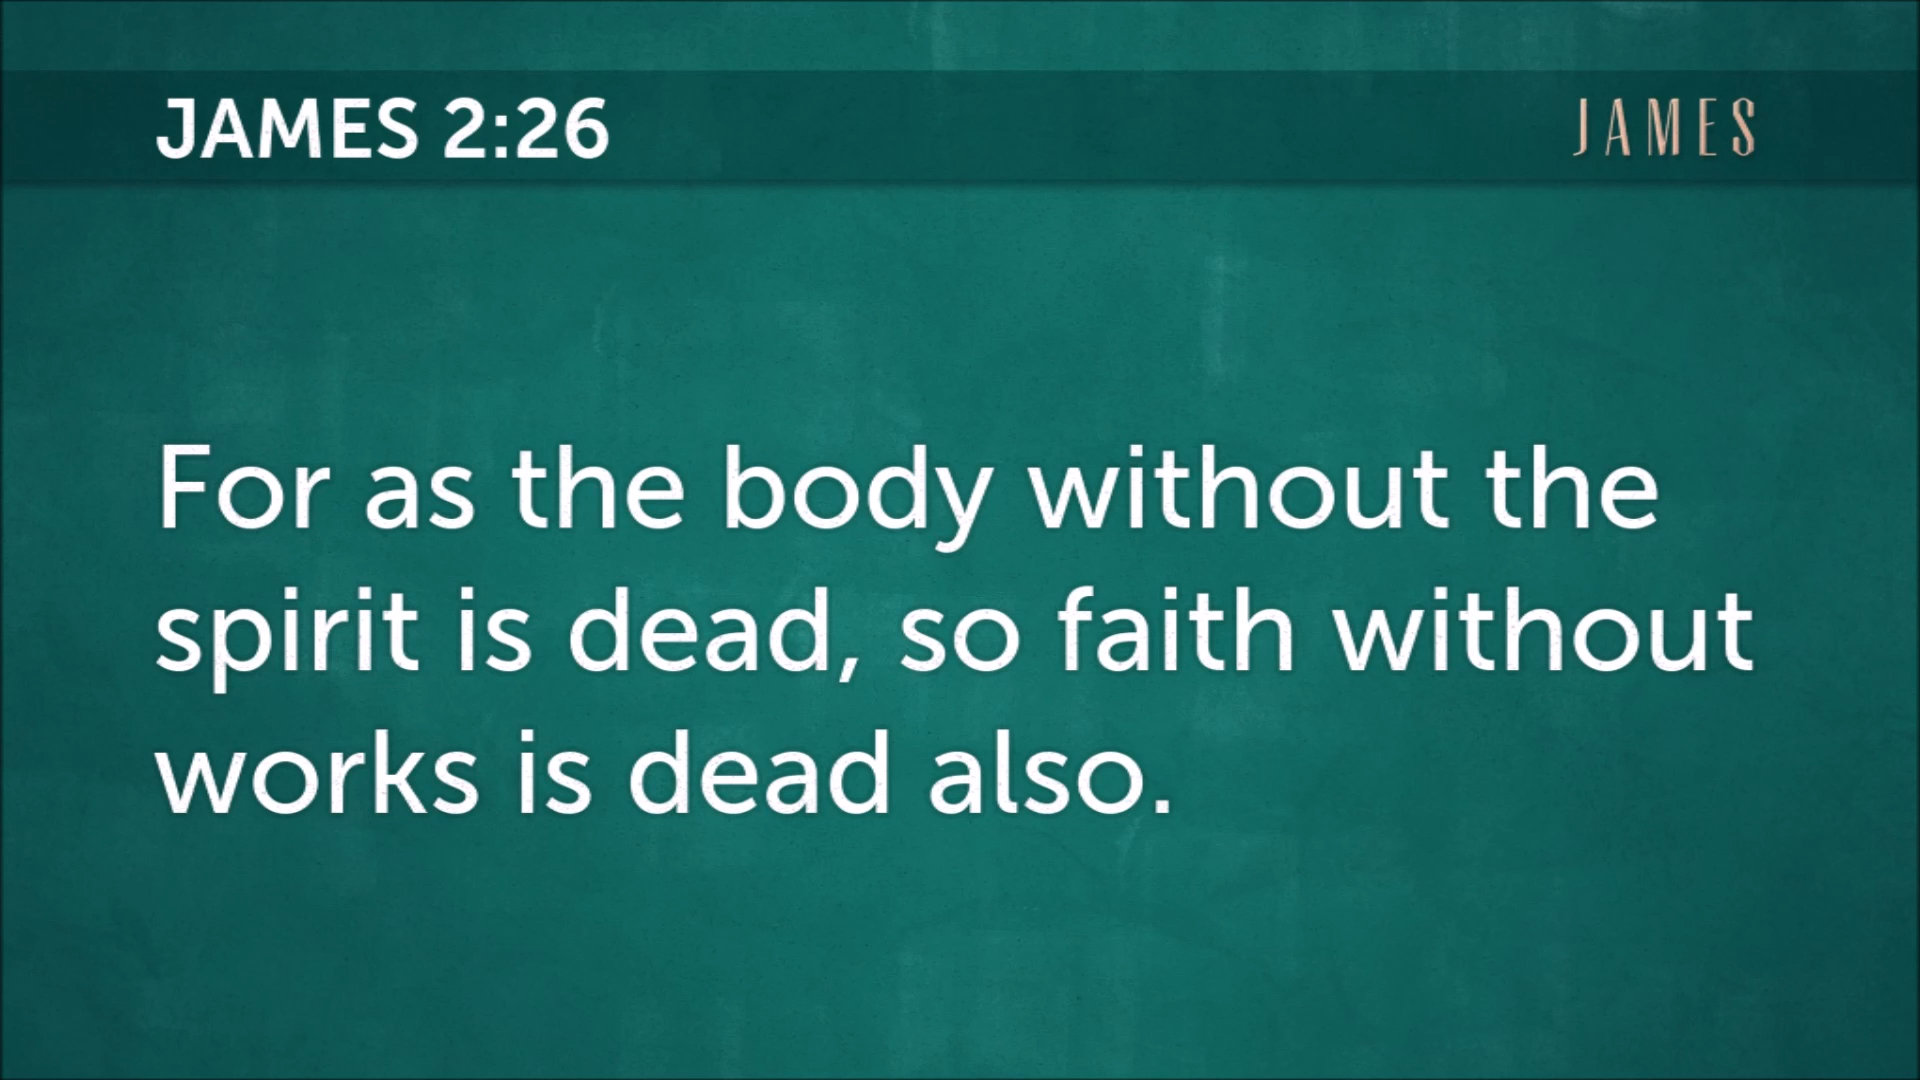 JAMES 2:26
JAMES
For as the body without the
spirit is dead, so faith without
works is dead also.